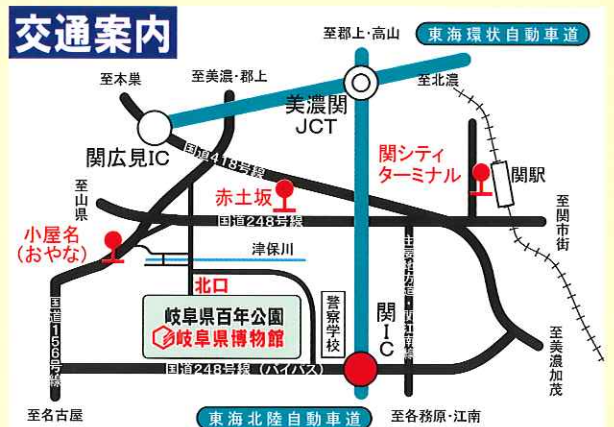 交通案内
至郡上・高山
東海環状自動車道
至本巣
至美濃・郡上
至北濃
美濃関
JCT
関広見IC
国道418号線
関シティ
ターミナル
関駅
至山県
赤土坂
至関市街
国道248号線
小屋名
(おやな)
津保川
北口
主要地方道・関江南線
岐阜県百年公園
岐阜県博物館
警察学校
関IC
国道156号線
至美濃加茂
国道248号線(バイパス)
至名古屋
東海北陸自動車道
至各務原・江南